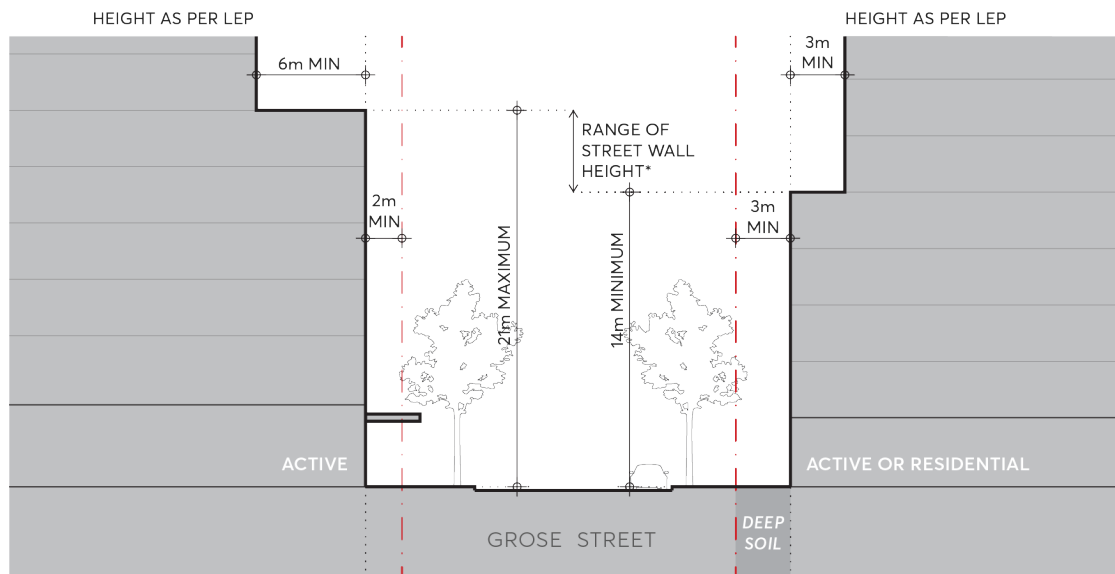 HEIGHT AS PER LEP
HEIGHT AS PER LEP
6m MIN
3m
MIN
RANGE OF
STREET WALL
HEIGHT*
2m
MIN
3m
MIN
21m MAXIMUM
14m MINIMUM
ACTIVE
ACTIVE OR RESIDENTIAL
GROSE STREET
DEEP
SOIL